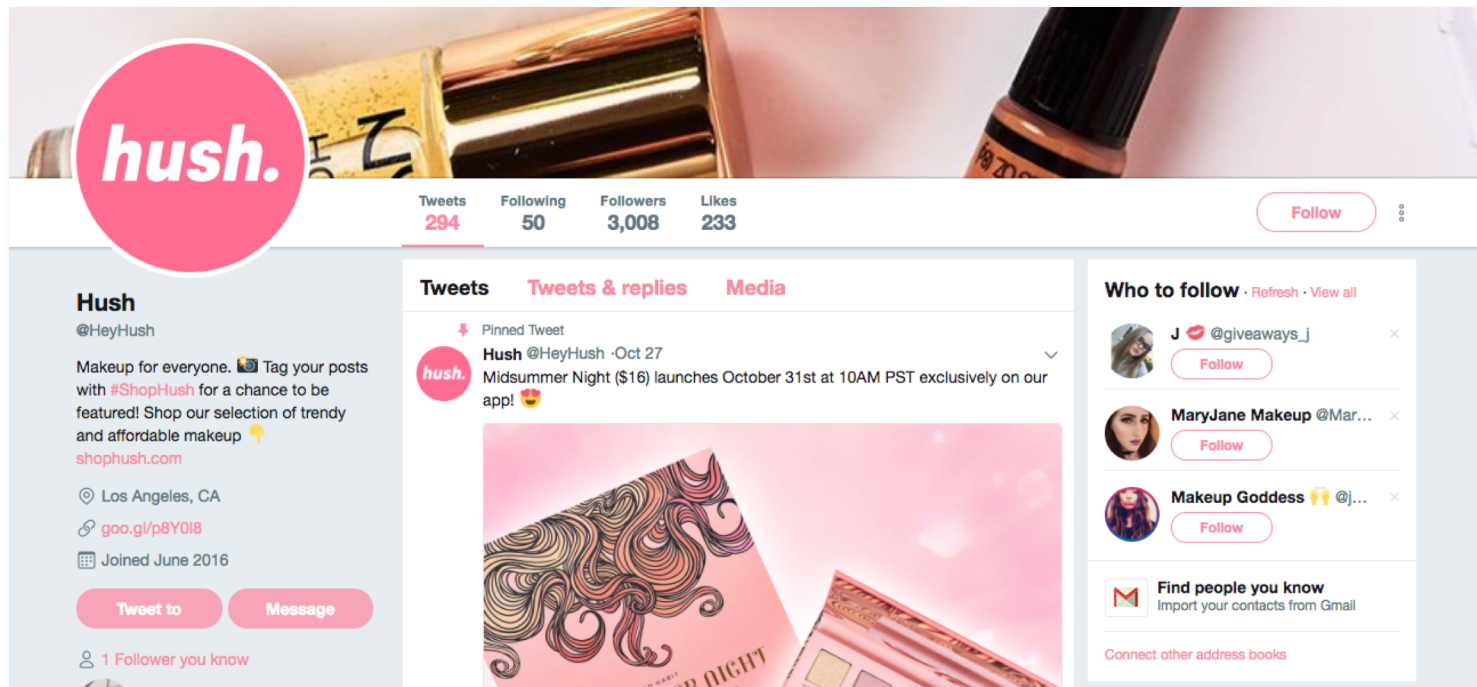 hush.
Tweets
294
Following
50
Followers
3,008
Likes
233
Follow
Hush
@HeyHush
Makeup for everyone. 📸 Tag your posts
with #ShopHush for a chance to be
featured! Shop our selection of trendy
and affordable makeup 👇
shophush.com
Los Angeles, CA
goo.gl/p8Y0I8
Joined June 2016
Tweet to
Message
1 Follower you know
Tweets
Tweets & replies
Media
Pinned Tweet
hush.
Hush @HeyHush · Oct 27
Midsummer Night ($16) launches October 31st at 10AM PST exclusively on our
app! 😍
NIGHT
Who to follow · Refresh · View all
J 💋 @giveaways_j
Follow
MaryJane Makeup @Mar...
Follow
Makeup Goddess 🙌 @j...
Follow
Find people you know
Import your contacts from Gmail
Connect other address books